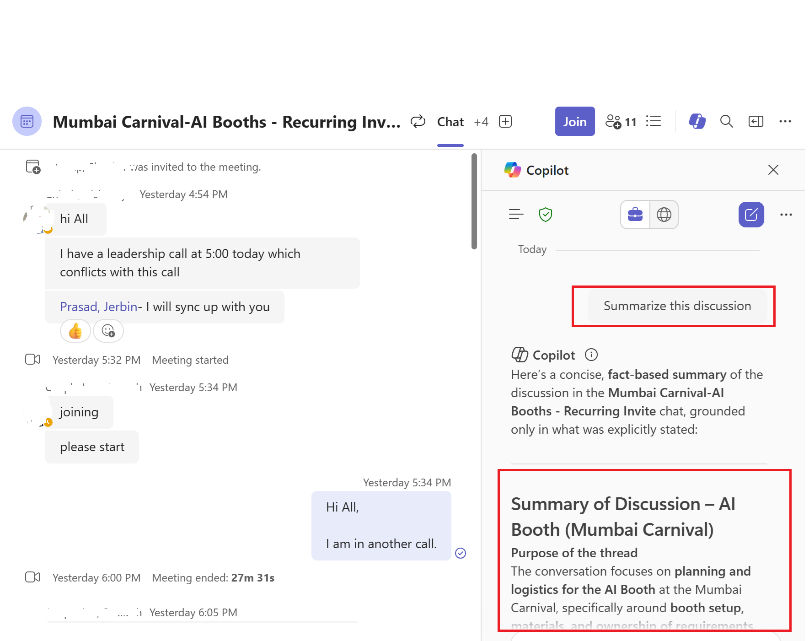 Mumbai Carnival-AI Booths - Recurring Inv...
Chat
+4
Join
11
was invited to the meeting.
Yesterday 4:54 PM
hi All
I have a leadership call at 5:00 today which
conflicts with this call
Prasad, Jerbin- I will sync up with you
Yesterday 5:32 PM Meeting started
Yesterday 5:34 PM
joining
please start
Yesterday 5:34 PM
Hi All,
I am in another call.
Yesterday 6:00 PM Meeting ended: 27m 31s
Yesterday 6:05 PM
Copilot
Today
Summarize this discussion
Copilot
Here's a concise, fact-based summary of the
discussion in the Mumbai Carnival-AI
Booths - Recurring Invite chat, grounded
only in what was explicitly stated:
Summary of Discussion – AI
Booth (Mumbai Carnival)
Purpose of the thread
The conversation focuses on planning and
logistics for the AI Booth at the Mumbai
Carnival, specifically around booth setup,
materials, and ownership of requirements